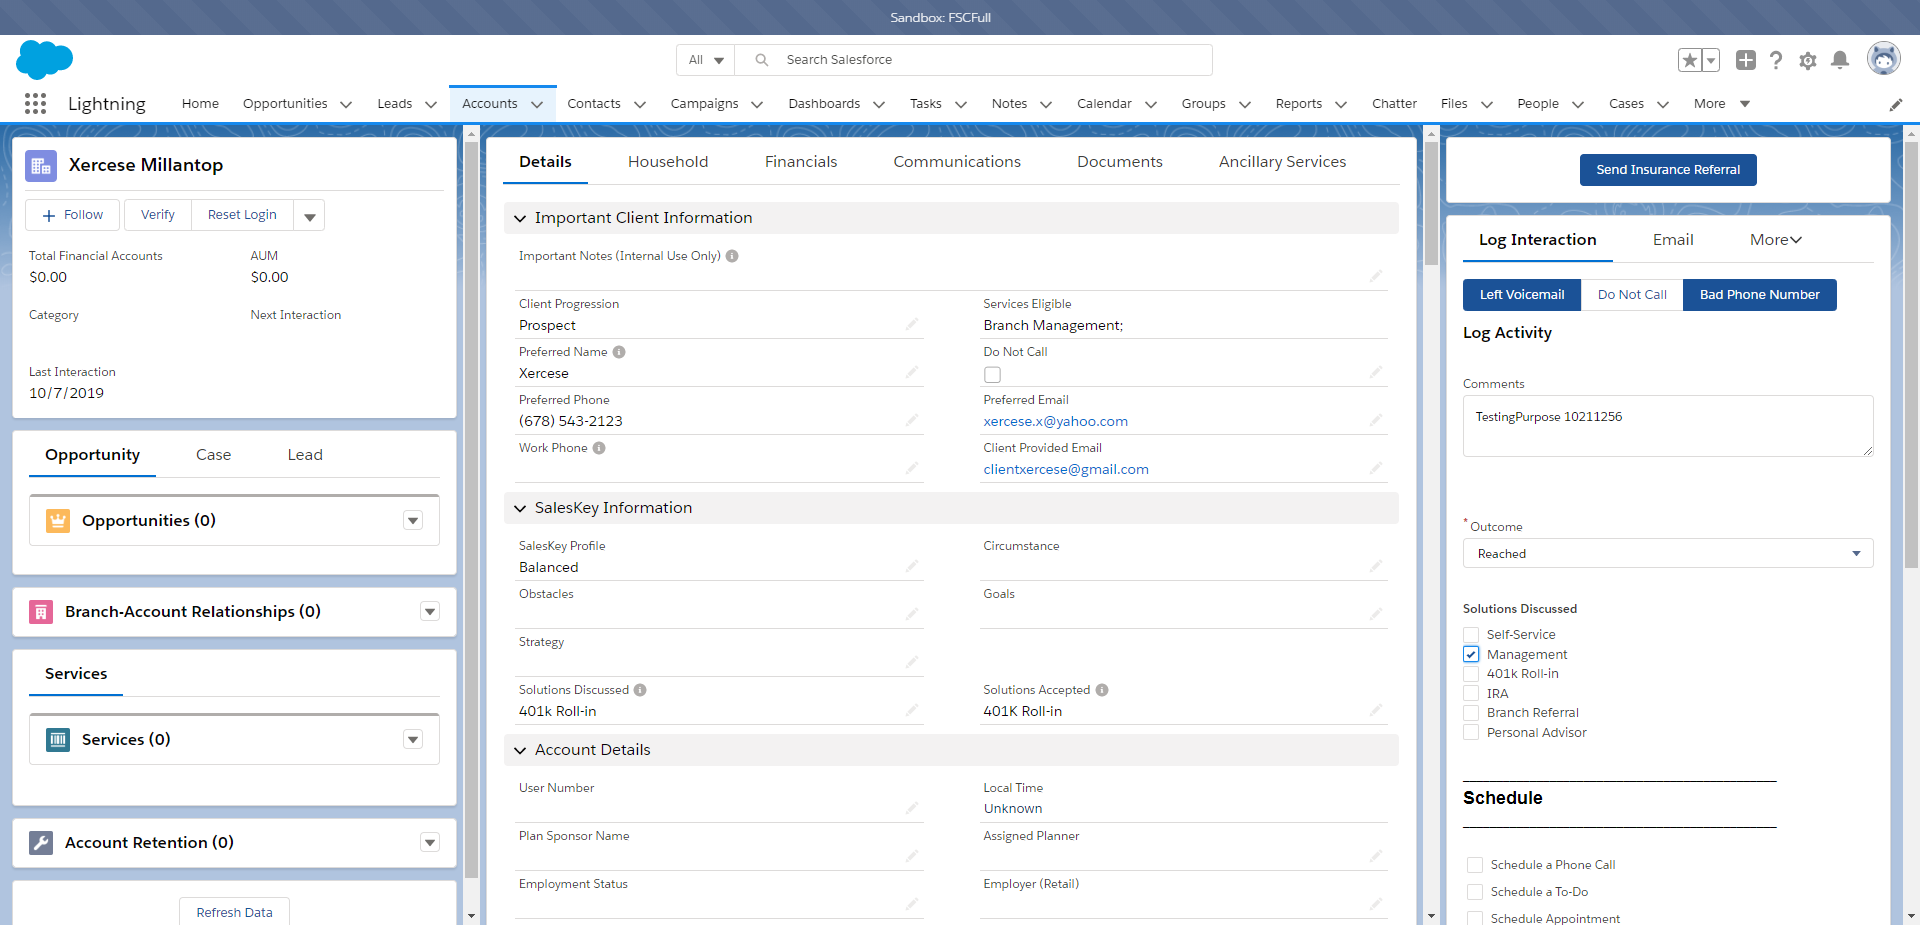 Sandbox: FSCFull
All
Search Salesforce
Lightning
Home
Opportunities
Leads
Accounts
Contacts
Campaigns
Dashboards
Tasks
Notes
Calendar
Groups
Reports
Chatter
Files
People
Cases
More
Xercese Millantop
Follow
Verify
Reset Login
Total Financial Accounts
AUM
$0.00
$0.00
Category
Next Interaction
Last Interaction
10/7/2019
Opportunity
Case
Lead
Opportunities (0)
Branch-Account Relationships (0)
Services
Services (0)
Account Retention (0)
Refresh Data
Details
Household
Financials
Communications
Documents
Ancillary Services
Important Client Information
Important Notes (Internal Use Only)
Client Progression
Prospect
Services Eligible
Branch Management;
Preferred Name
Xercese
Do Not Call
Preferred Phone
(678) 543-2123
Preferred Email
xercese.x@yahoo.com
Work Phone
Client Provided Email
clientxercese@gmail.com
SalesKey Information
SalesKey Profile
Balanced
Circumstance
Obstacles
Goals
Strategy
Solutions Discussed
401k Roll-in
Solutions Accepted
401K Roll-in
Account Details
User Number
Local Time
Unknown
Plan Sponsor Name
Assigned Planner
Employment Status
Employer (Retail)
Send Insurance Referral
Log Interaction
Email
More
Left Voicemail
Do Not Call
Bad Phone Number
Log Activity
Comments
TestingPurpose 10211256
* Outcome
Reached
Solutions Discussed
Self-Service
Management
401k Roll-in
IRA
Branch Referral
Personal Advisor
Schedule
Schedule a Phone Call
Schedule a To-Do
Schedule Appointment